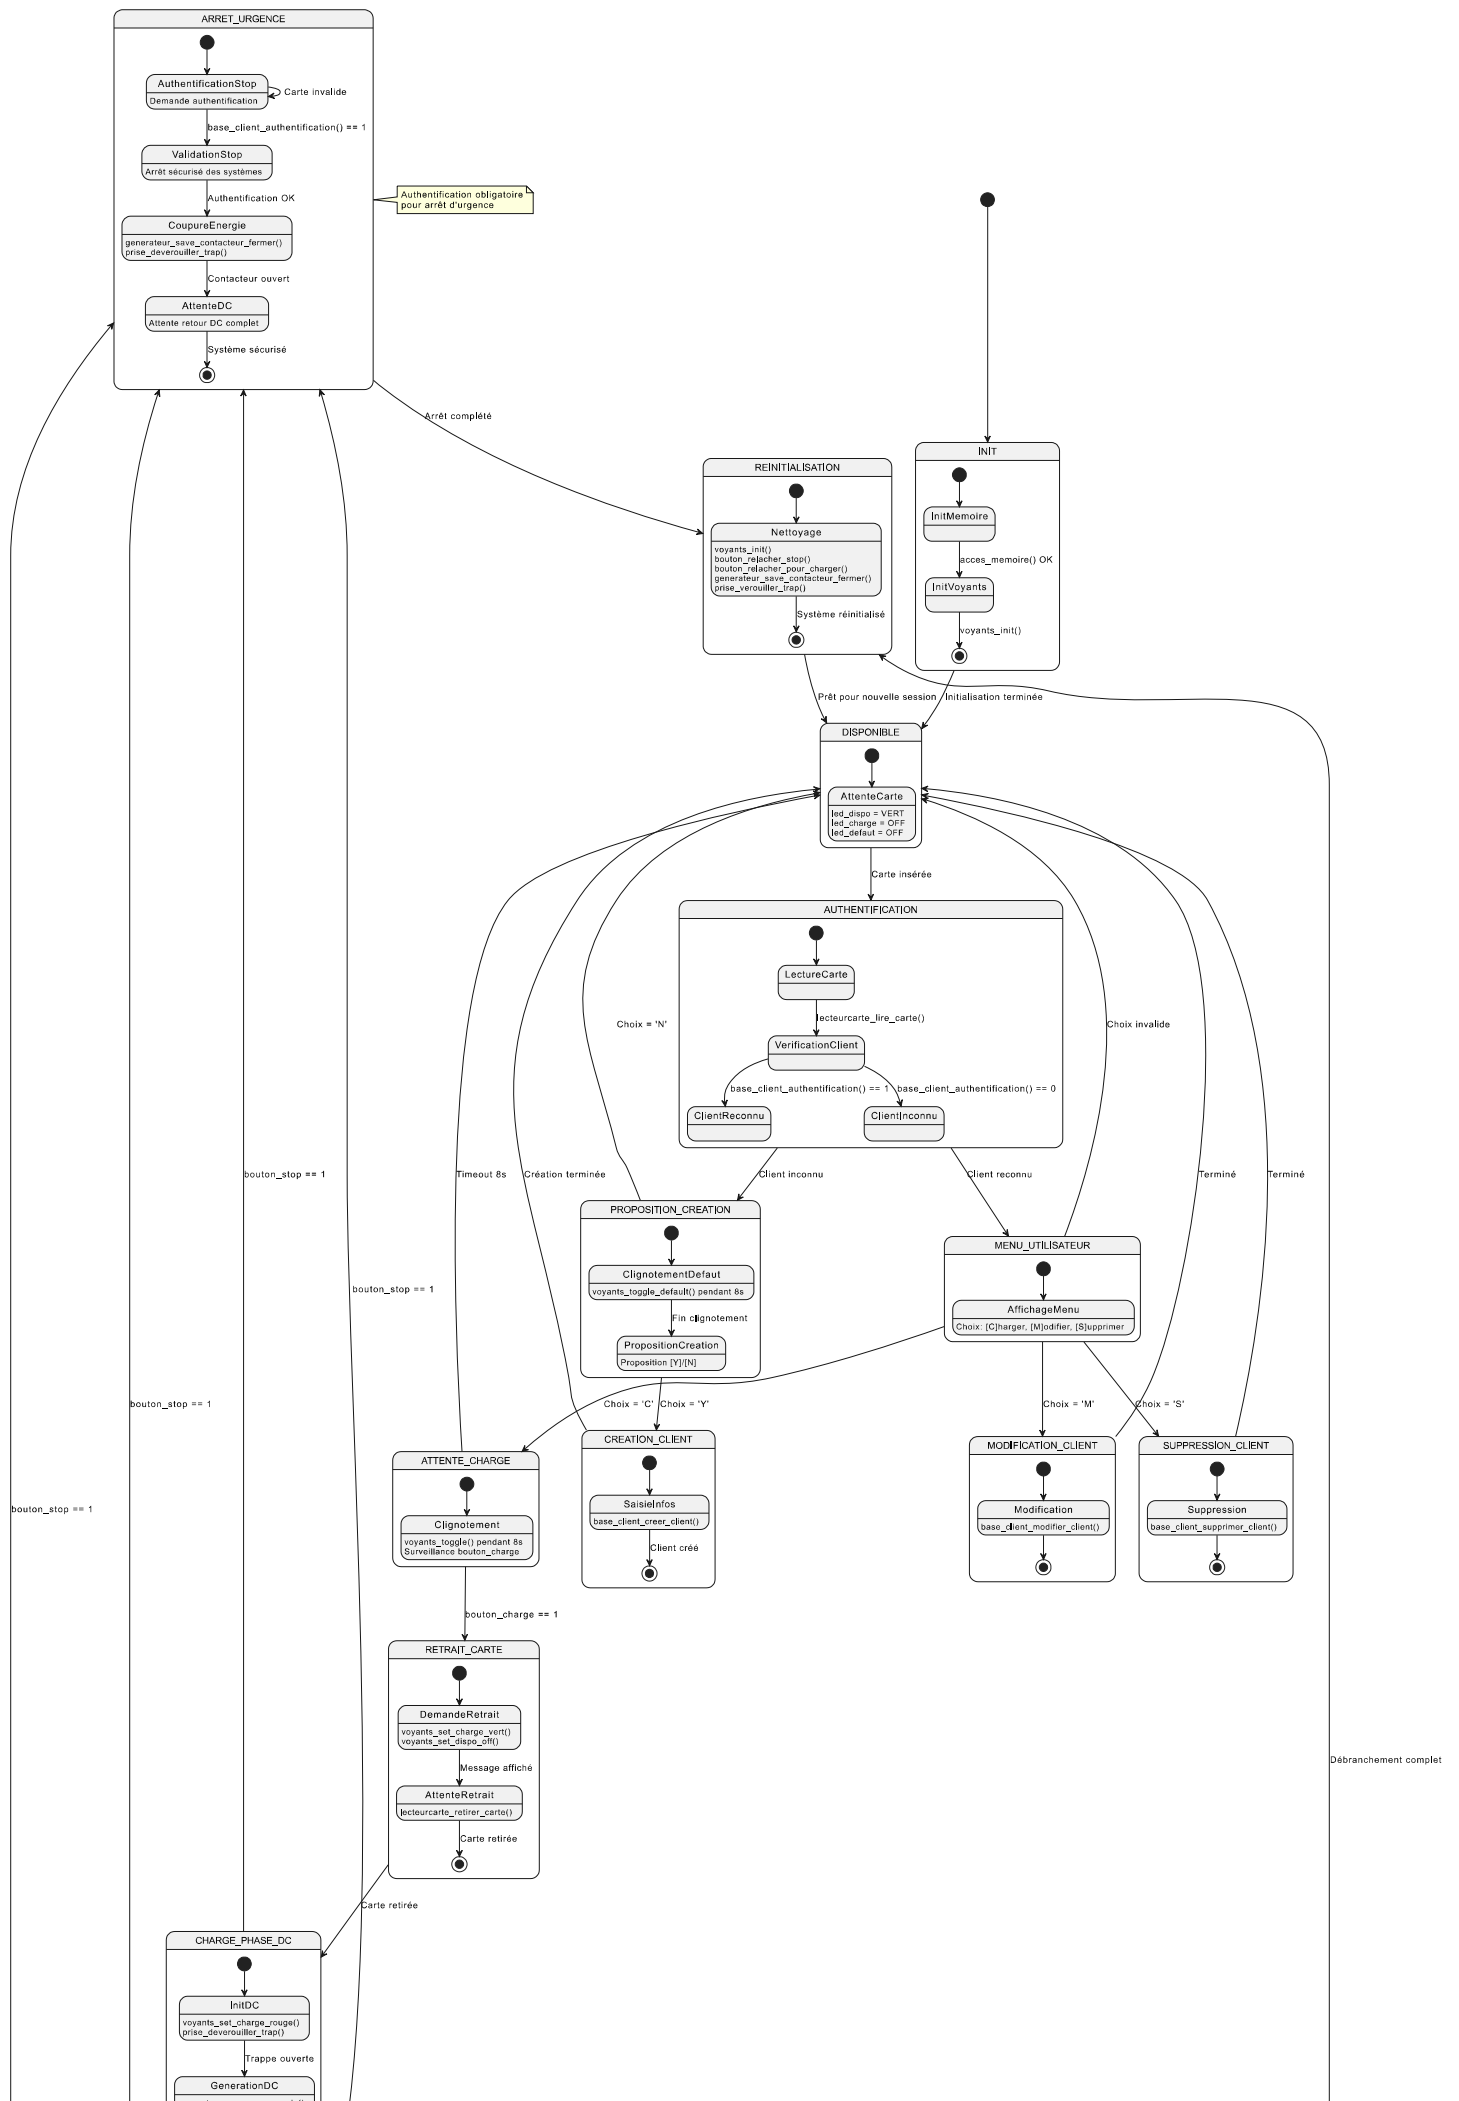 ARRET_URGENCE
AuthentificationStop
Demande authentification
Carte invalide
base_client_authentification() == 1
ValidationStop
Arrêt sécurisé des systèmes
Authentification OK
CoupureEnergie
generateur_save_contacteur_fermer()
prise_deverouiller_trap()
Contacteur ouvert
AttenteDC
Attente retour DC complet
Système sécurisé
Authentification obligatoire
pour arrêt d'urgence
Arrêt complété
REINITIALISATION
Nettoyage
voyants_init()
bouton_relacher_stop()
bouton_relacher_pour_charger()
generateur_save_contacteur_fermer()
prise_verouiller_trap()
Système réinitialisé
INIT
InitMemoire
acces_memoire() OK
InitVoyants
voyants_init()
Prêt pour nouvelle session
Initialisation terminée
DISPONIBLE
AttenteCarte
led_dispo = VERT
led_charge = OFF
led_defaut = OFF
Carte insérée
AUTHENTIFICATION
LectureCarte
lecteurcarte_lire_carte()
VerificationClient
base_client_authentification() == 1
base_client_authentification() == 0
ClientReconnu
ClientInconnu
Choix = 'N'
Choix invalide
bouton_stop == 1
Timeout 8s
Création terminée
Client inconnu
Client reconnu
Terminé
Terminé
PROPOSITION_CREATION
ClignotementDefaut
voyants_toggle_default() pendant 8s
Fin clignotement
PropositionCreation
Proposition [Y]/[N]
MENU_UTILISATEUR
AffichageMenu
Choix: [C]harger, [M]odifier, [S]upprimer
bouton_stop == 1
bouton_stop == 1
Choix = 'C'
Choix = 'Y'
Choix = 'M'
Choix = 'S'
CREATION_CLIENT
SaisieInfos
base_client_creer_client()
Client créé
MODIFICATION_CLIENT
Modification
base_client_modifier_client()
SUPPRESSION_CLIENT
Suppression
base_client_supprimer_client()
ATTENTE_CHARGE
Clignotement
voyants_toggle() pendant 8s
Surveillance bouton_charge
bouton_stop == 1
bouton_charge == 1
RETRAIT_CARTE
DemandeRetrait
voyants_set_charge_vert()
voyants_set_dispo_off()
Message affiché
AttenteRetrait
lecteurcarte_retirer_carte()
Carte retirée
Débranchement complet
Carte retirée
CHARGE_PHASE_DC
InitDC
voyants_set_charge_rouge()
prise_deverouiller_trap()
Trappe ouverte
GenerationDC